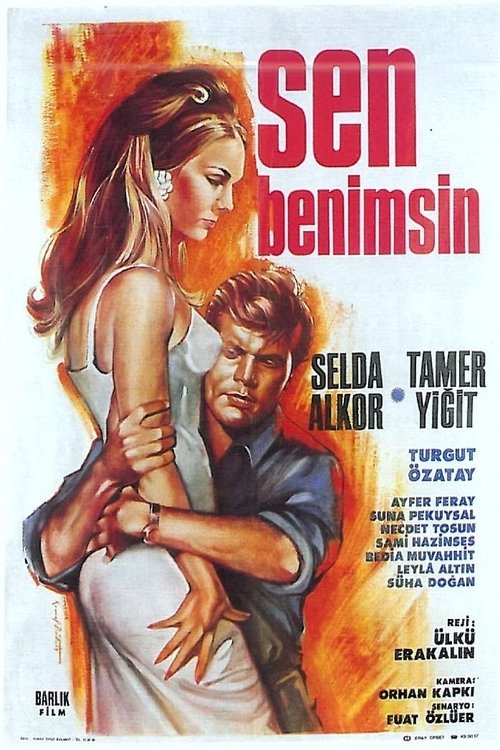 sen
benimsin
SELDA ALKOR
TAMER YİĞİT
TURGUT
ÖZATAY
AYFER FERAY
SUNA PEKUYSAL
NECDET TOSUN
SAMİ HAZİNSES
BEDİA MUVAHHİT
LEYLÂ ALTIN
SÜHA DOĞAN
REJİ:
ÜLKÜ
ERAKALIN
KAMERA:
ORHAN KAPKI
SENARYO:
FUAT ÖZLÜER
BARLIK
FİLM